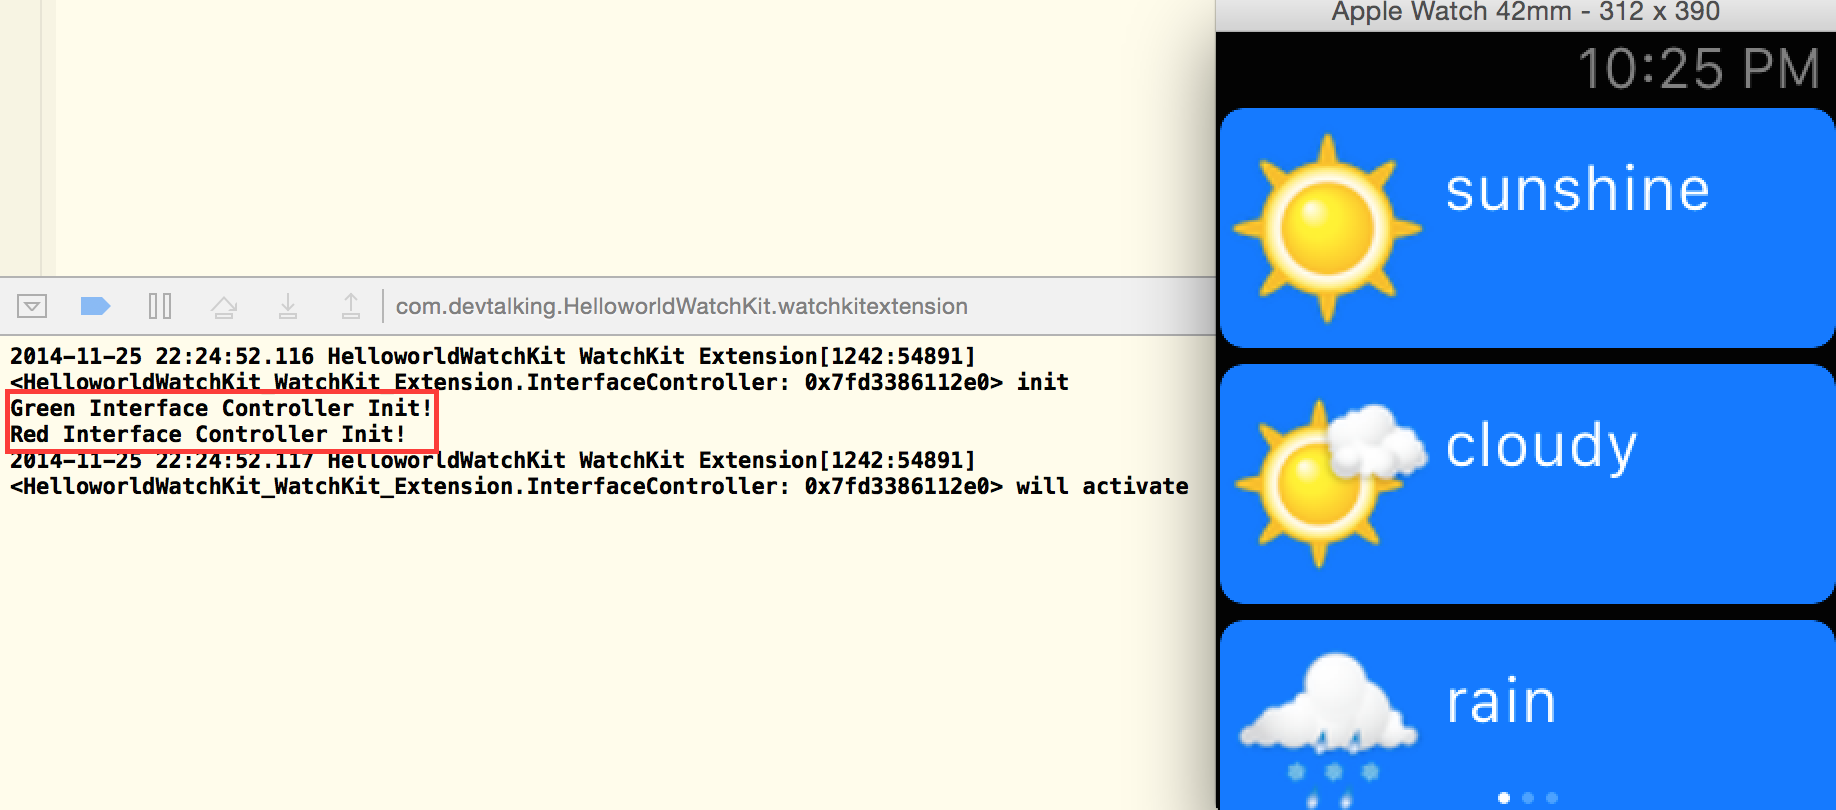 Apple Watch 42mm - 312 x 390
10:25 PM
sunshine
cloudy
rain
com.devtalking.HelloworldWatchKit.watchkitextension
2014-11-25 22:24:52.116 HelloworldWatchKit WatchKit Extension[1242:54891]
<HelloworldWatchKit_WatchKit_Extension.InterfaceController: 0x7fd3386112e0> init
Green Interface Controller Init!
Red Interface Controller Init!
2014-11-25 22:24:52.117 HelloworldWatchKit WatchKit Extension[1242:54891]
<HelloworldWatchKit_WatchKit_Extension.InterfaceController: 0x7fd3386112e0> will activate